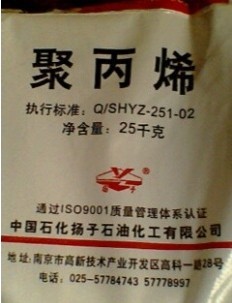 聚丙烯
执行标准：Q/SHYZ-251-02
净含量：25千克
扬子
通过ISO9001质量管理体系认证
中国石化扬子石油化工有限公司
地址：南京市高新技术产业开发区高科一路28号
电话：025-57784743 57778997